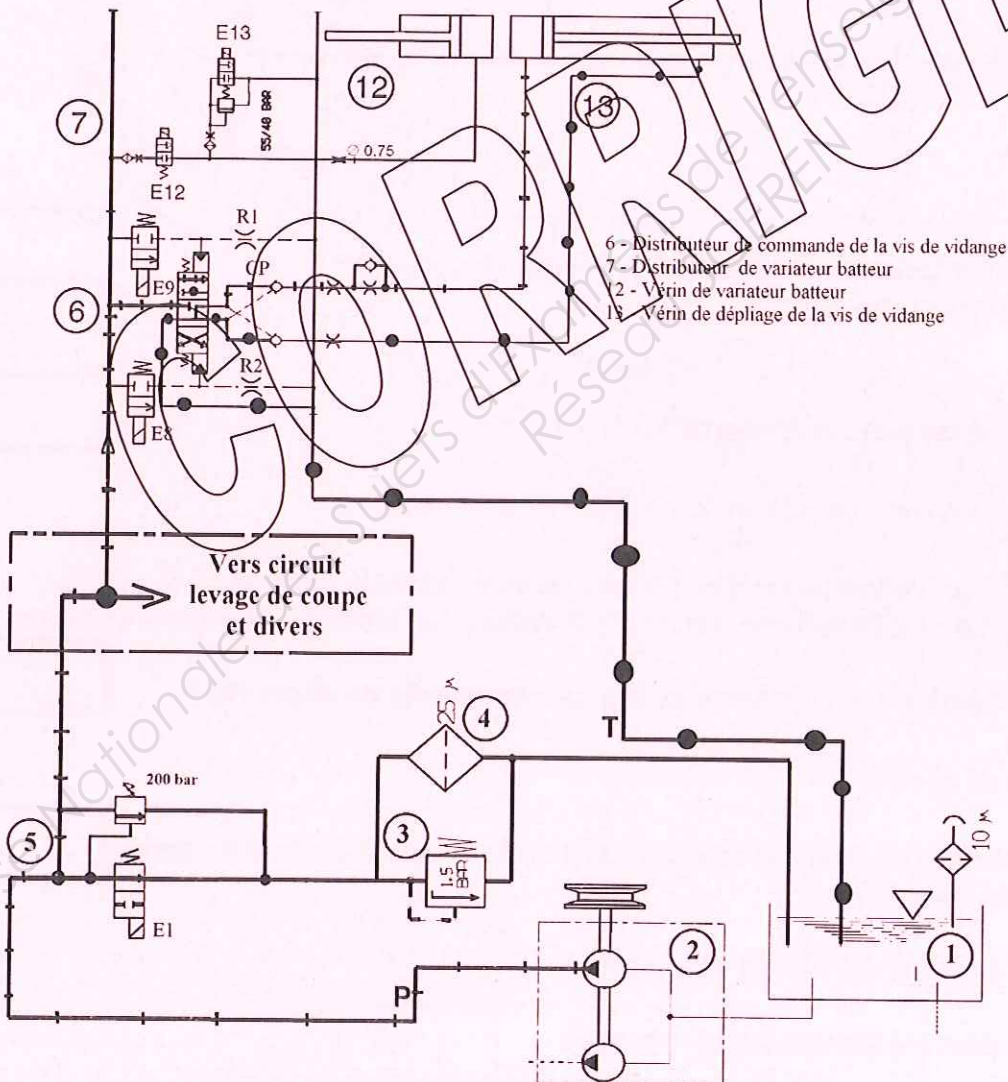 E13
12
13
7
55/40 BAR
∅ 0.75
E12
R1
CP
E9
6
R2
E8
6 - Distributeur de commande de la vis de vidange
7 - Distributeur de variateur batteur
12 - Vérin de variateur batteur
13 - Vérin de dépliage de la vis de vidange
CORRIGE
Nationale des Sujets d'Examens de l'enseig
Réseau SCEREN
Vers circuit
levage de coupe
et divers
T
25 µ
4
200 bar
3
1.5
BAR
5
E1
10 µ
2
1
P